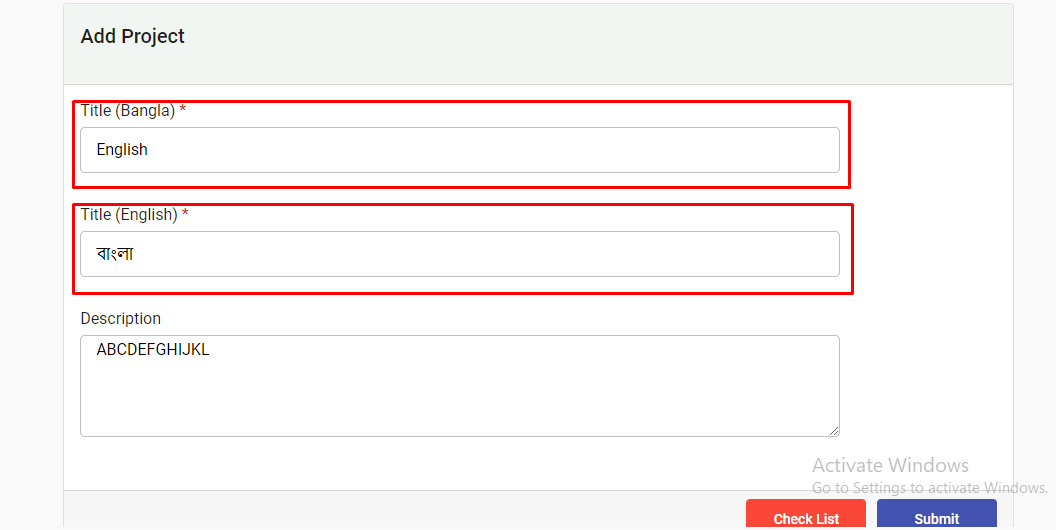 Add Project
Title (Bangla) *
English
Title (English) *
বাংলা
Description
ABCDEFGHIJKL
Activate Windows
Go to Settings to activate Windows.
Check List
Submit